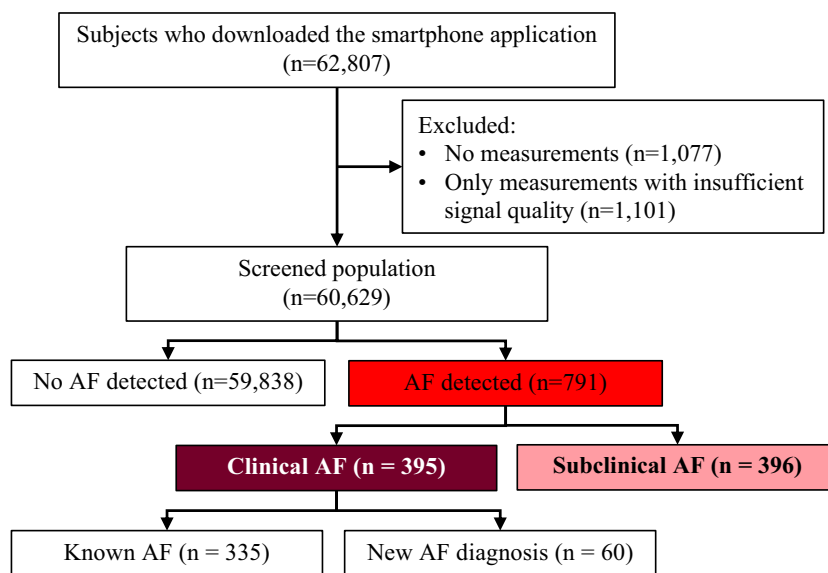 Subjects who downloaded the smartphone application
(n=62,807)
Excluded:
• No measurements (n=1,077)
• Only measurements with insufficient
signal quality (n=1,101)
Screened population
(n=60,629)
No AF detected (n=59,838)
AF detected (n=791)
Clinical AF (n = 395)
Subclinical AF (n = 396)
Known AF (n = 335)
New AF diagnosis (n = 60)